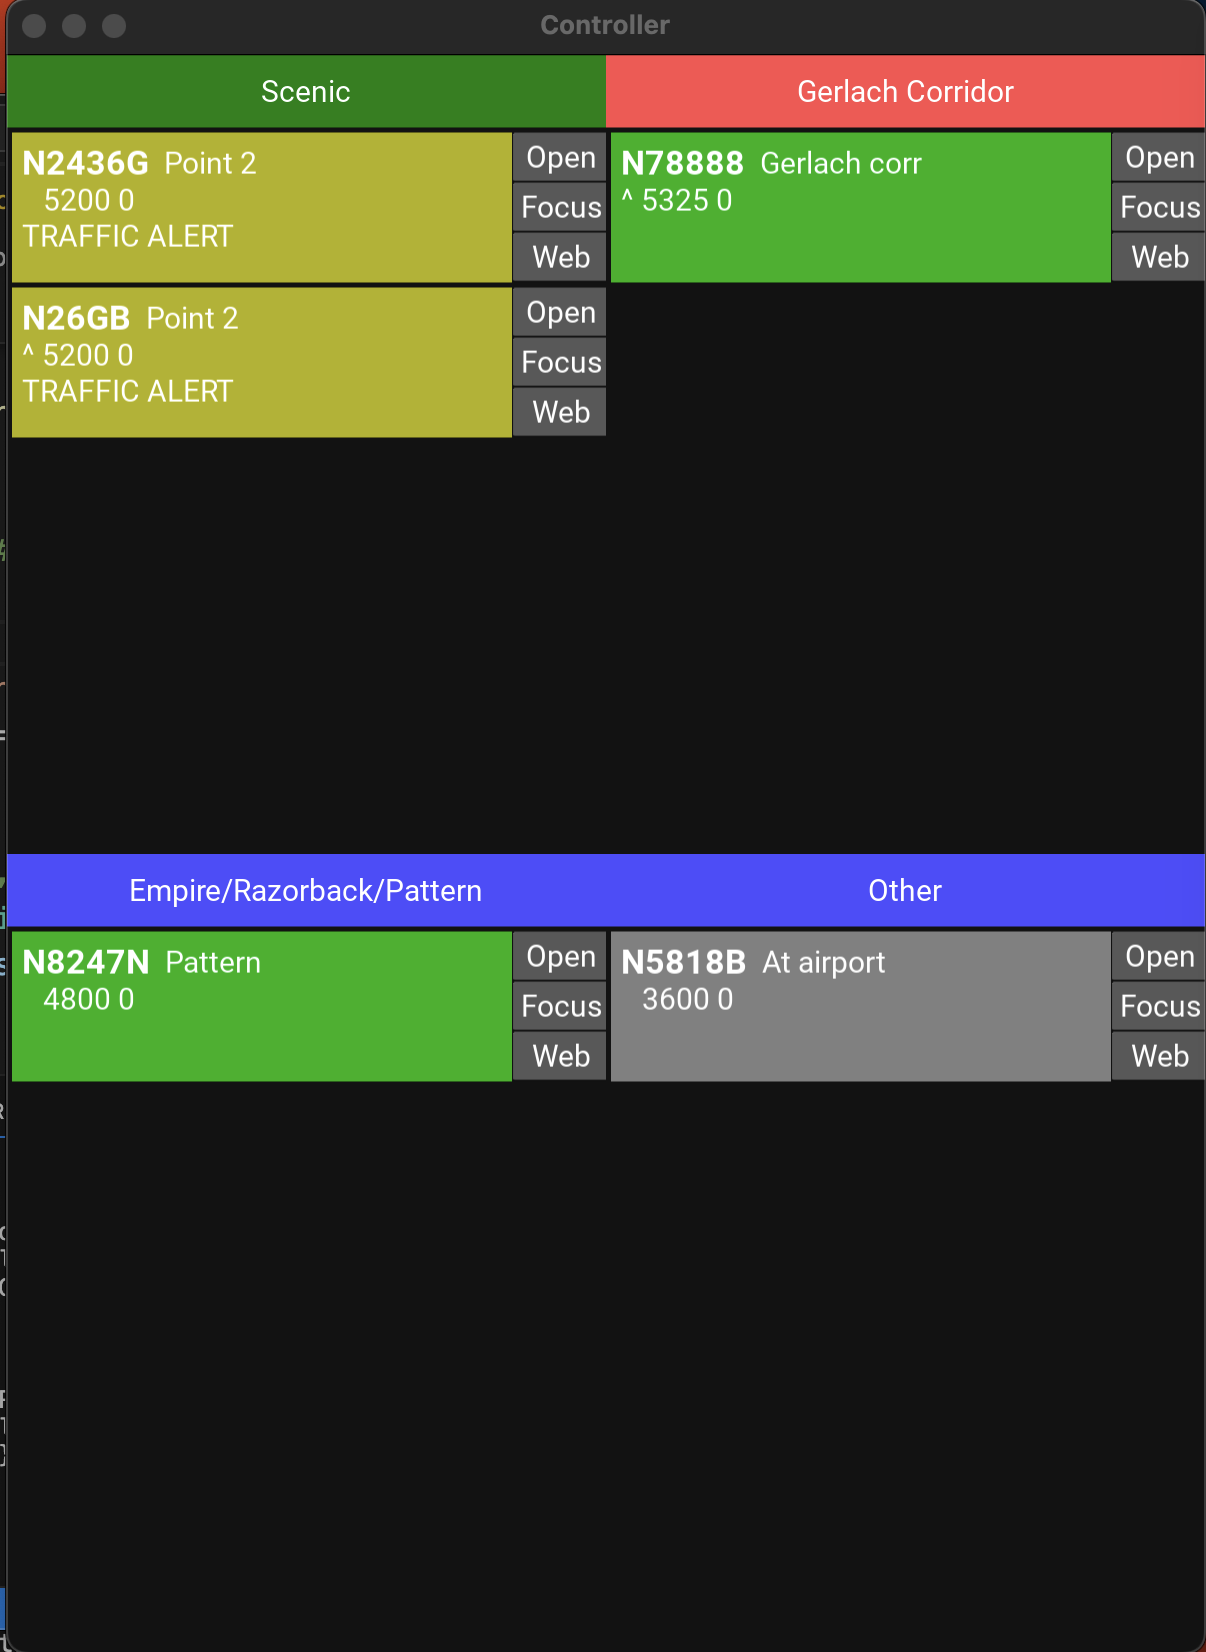 Controller
Scenic
Gerlach Corridor
N2436G Point 2
5200 0
TRAFFIC ALERT
Open
Focus
Web
N78888 Gerlach corr
^ 5325 0
Open
Focus
Web
N26GB Point 2
^ 5200 0
TRAFFIC ALERT
Open
Focus
Web
Empire/Razorback/Pattern
Other
N8247N Pattern
4800 0
Open
Focus
Web
N5818B At airport
3600 0
Open
Focus
Web